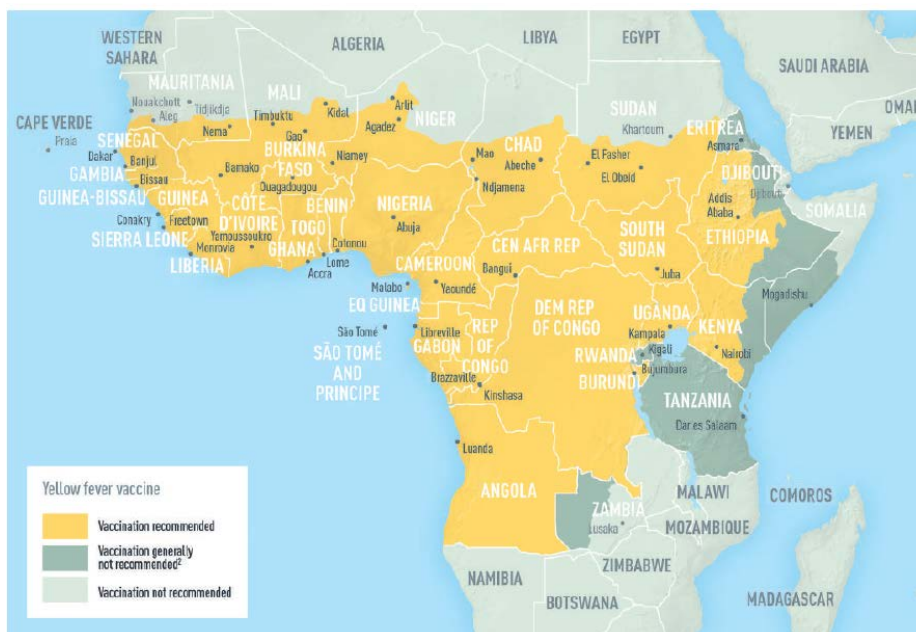 WESTERN
SAHARA
ALGERIA
LIBYA
EGYPT
SAUDI ARABIA
OMAN
YEMEN
MAURITANIA
Nouakchott
Aleg
Tidjikdja
MALI
Timbuktu
Kidal
Arlit
Agadez
NIGER
SUDAN
Khartoum
ERITREA
Asmara
CAPE VERDE
Praia
SENEGAL
Dakar
Banjul
GAMBIA
Bissau
GUINEA-BISSAU
Nema
Gao
BURKINA
FASO
Niamey
Bamako
Ouagadougou
CHAD
Mao
Abeche
Ndjamena
El Fasher
El Obeid
DJIBOUTI
Djibouti
SOMALIA
GUINEA
Conakry
Freetown
SIERRA LEONE
Monrovia
LIBERIA
CÔTE
D'IVOIRE
Yamoussoukro
BENIN
TOGO
GHANA
Cotonou
Lome
Accra
NIGERIA
Abuja
Addis
Ababa
ETHIOPIA
CEN AFR REP
SOUTH
SUDAN
Juba
CAMEROON
Bangui
Yaoundé
Malabo
EQ GUINEA
São Tomé
SÃO TOMÉ
AND
PRINCIPE
Libreville
GABON
REP
OF
CONGO
Brazzaville
Kinshasa
DEM REP
OF CONGO
UGANDA
Kampala
KENYA
Nairobi
Mogadishu
RWANDA
Kigali
Bujumbura
BURUNDI
TANZANIA
Dar es Salaam
Luanda
ANGOLA
ZAMBIA
Lusaka
MALAWI
COMOROS
MOZAMBIQUE
ZIMBABWE
NAMIBIA
BOTSWANA
MADAGASCAR
Yellow fever vaccine
Vaccination recommended
Vaccination generally
not recommended²
Vaccination not recommended